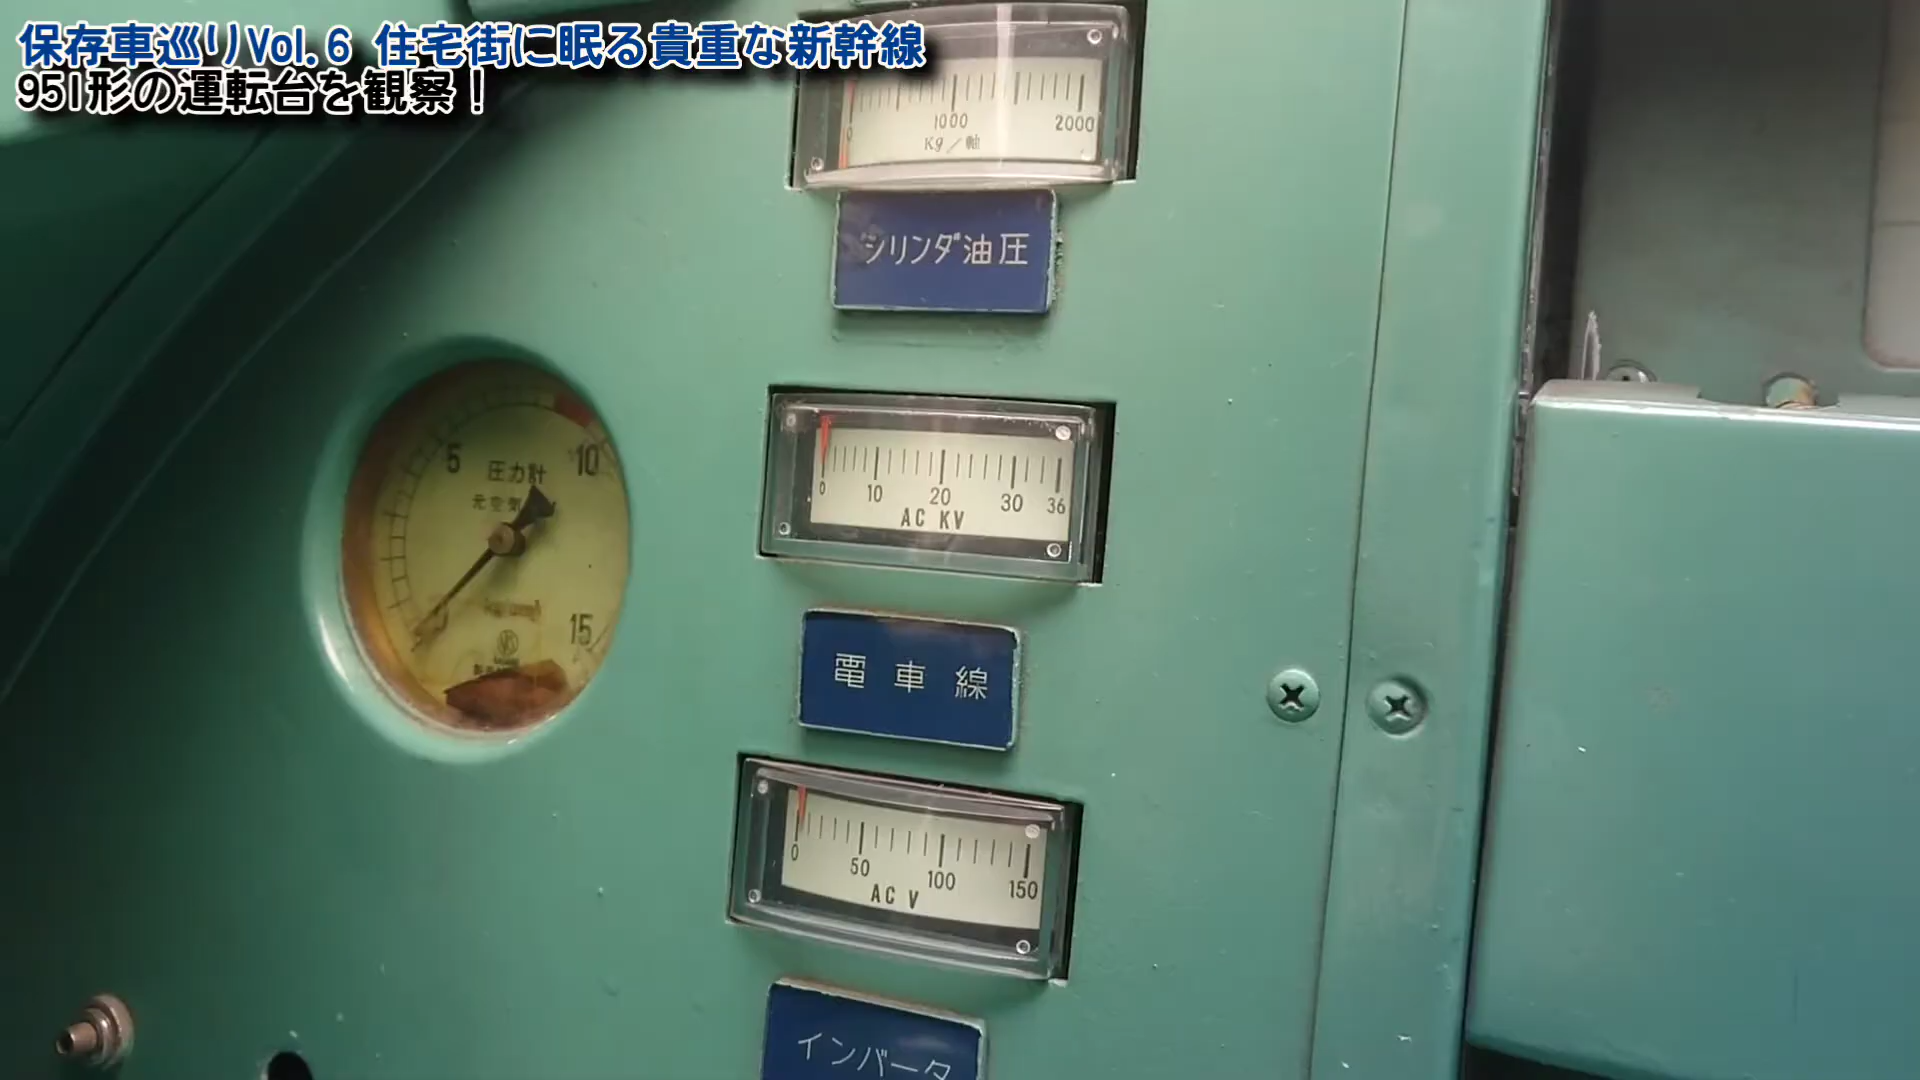 保存車巡りVol.6 住宅街に眠る貴重な新幹線
951形の運転台を観察！
0 1000 2000
Kg／軸
シリンダ油圧
5 10
圧力計
元空気
15
0 10 20 30 36
AC KV
電車線
0 50 100 150
AC V
インバータ